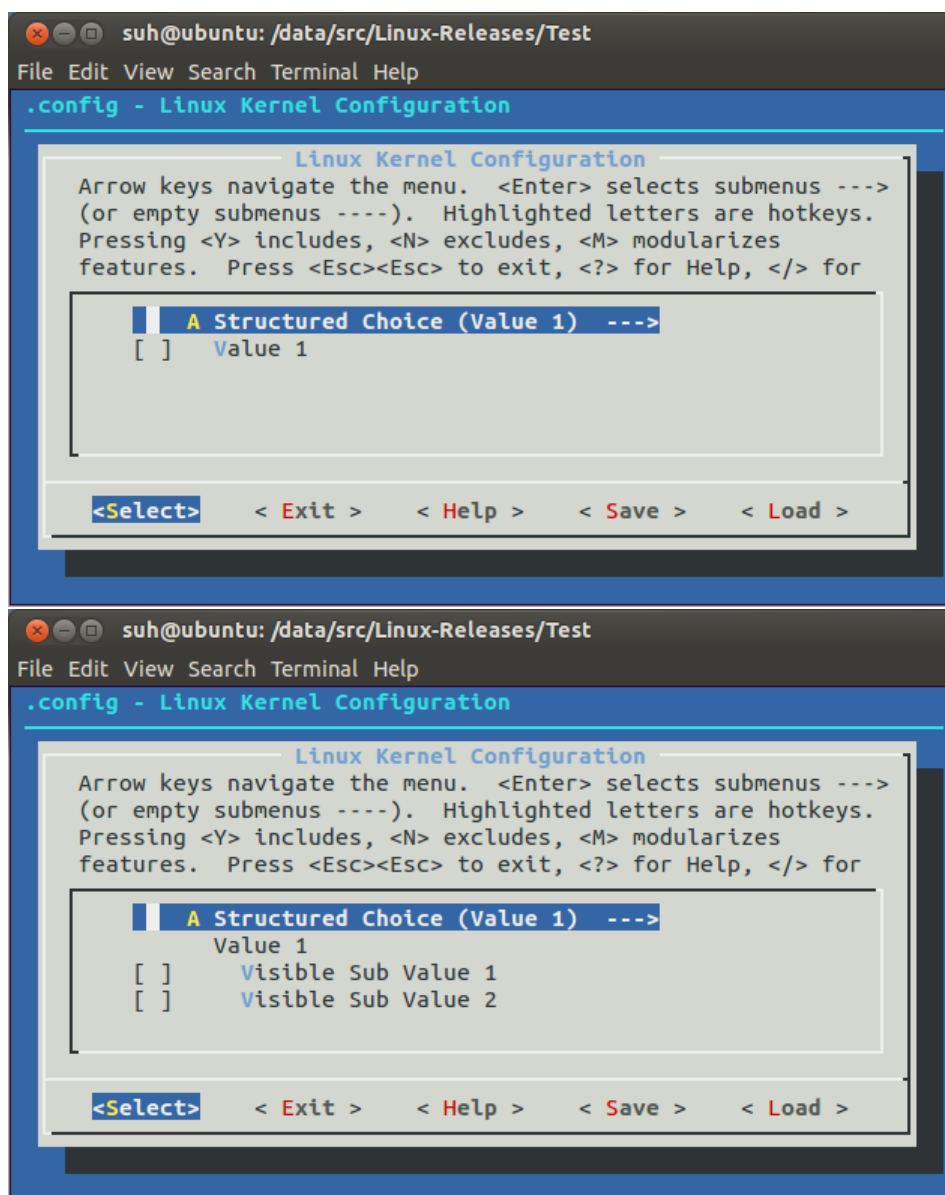 suh@ubuntu: /data/src/Linux-Releases/Test
File Edit View Search Terminal Help
.config - Linux Kernel Configuration
Linux Kernel Configuration
Arrow keys navigate the menu.  <Enter> selects submenus --->
(or empty submenus ----).  Highlighted letters are hotkeys.
Pressing <Y> includes, <N> excludes, <M> modularizes
features.  Press <Esc><Esc> to exit, <?> for Help, </> for
A Structured Choice (Value 1)  --->
[ ]   Value 1
<Select>    < Exit >    < Help >    < Save >    < Load >
suh@ubuntu: /data/src/Linux-Releases/Test
File Edit View Search Terminal Help
.config - Linux Kernel Configuration
Linux Kernel Configuration
Arrow keys navigate the menu.  <Enter> selects submenus --->
(or empty submenus ----).  Highlighted letters are hotkeys.
Pressing <Y> includes, <N> excludes, <M> modularizes
features.  Press <Esc><Esc> to exit, <?> for Help, </> for
A Structured Choice (Value 1)  --->
Value 1
[ ]     Visible Sub Value 1
[ ]     Visible Sub Value 2
<Select>    < Exit >    < Help >    < Save >    < Load >